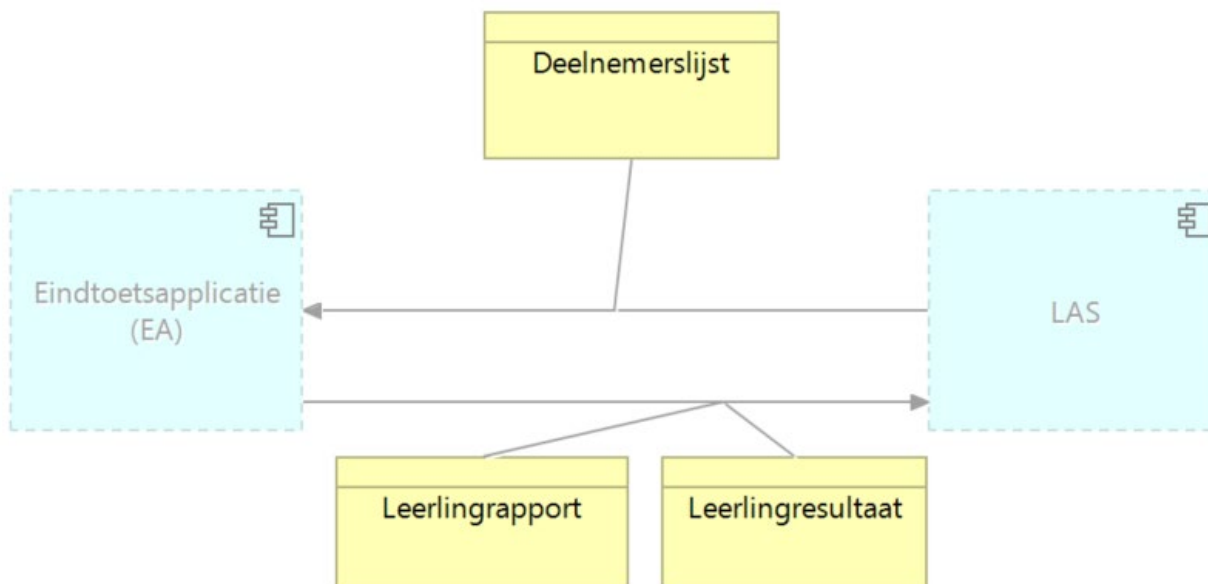 Deelnemerslijst
Eindtoetsapplicatie
(EA)
LAS
Leerlingrapport
Leerlingresultaat